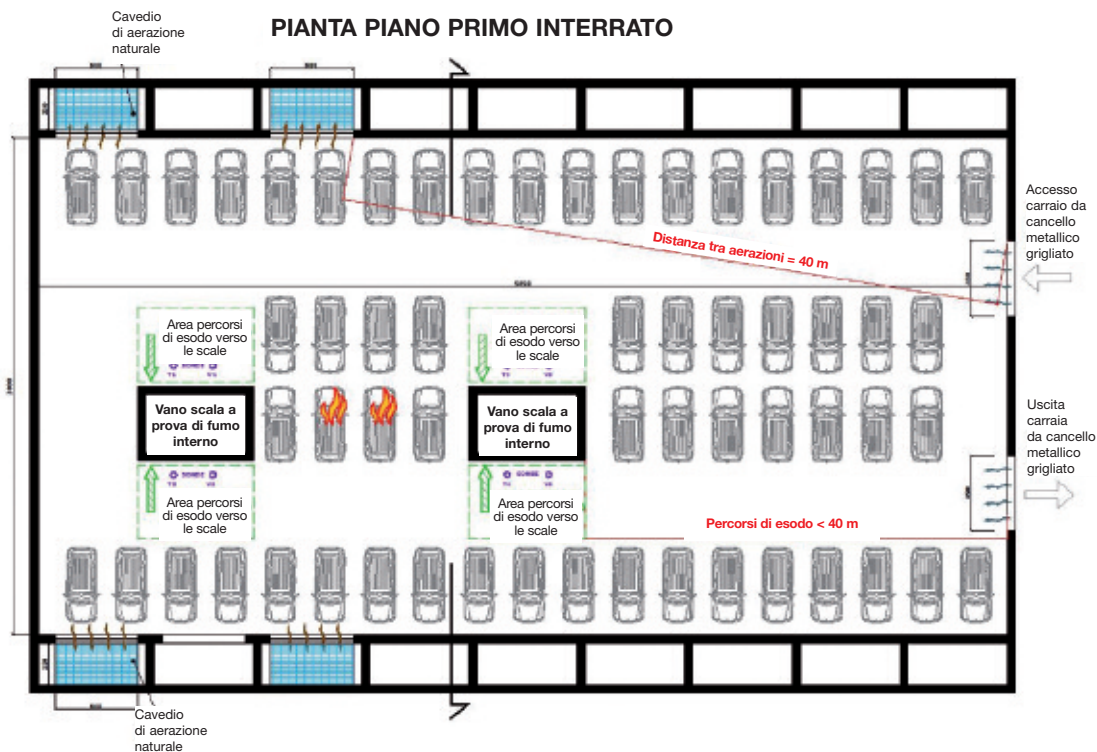 PIANTA PIANO PRIMO INTERRATO
Cavedio
di aerazione
naturale
Accesso
carraio da
cancello
metallico
grigliato
Distanza tra aerazioni = 40 m
Area percorsi
di esodo verso
le scale
Area percorsi
di esodo verso
le scale
Vano scala a
prova di fumo
interno
Vano scala a
prova di fumo
interno
Uscita
carraia
da cancello
metallico
grigliato
Area percorsi
di esodo verso
le scale
Area percorsi
di esodo verso
le scale
Percorsi di esodo < 40 m
Cavedio
di aerazione
naturale